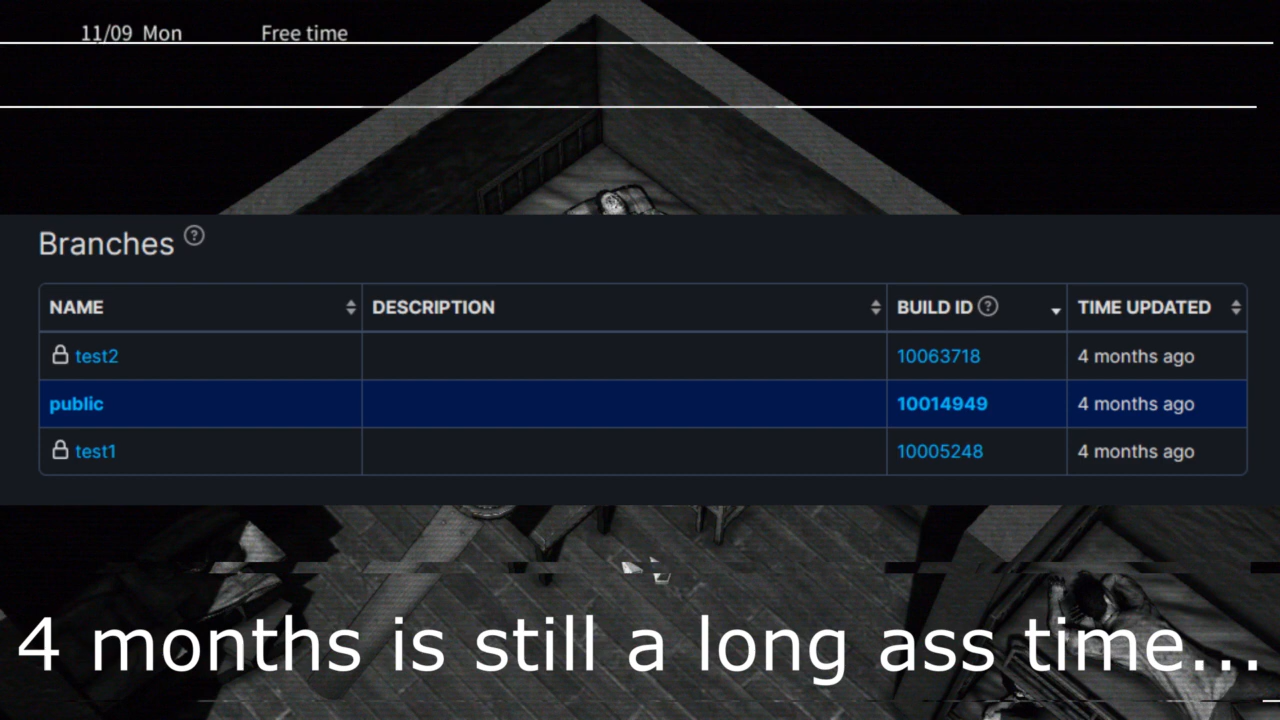 11/09 Mon Free time
Branches ?
NAME DESCRIPTION BUILD ID ? TIME UPDATED
test2 10063718 4 months ago
public 10014949 4 months ago
test1 10005248 4 months ago
4 months is still a long ass time...